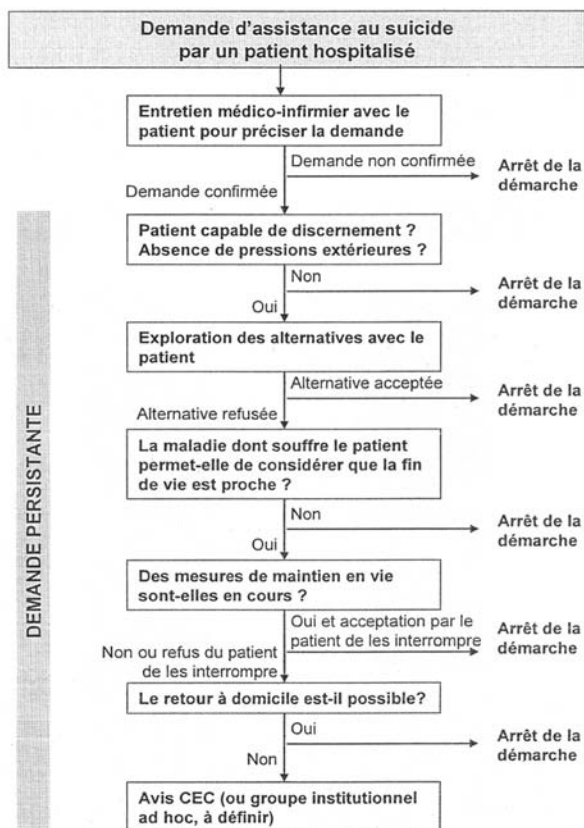 Demande d'assistance au suicide
par un patient hospitalisé
Entretien médico-infirmier avec le
patient pour préciser la demande
Demande non confirmée
Arrêt de la
démarche
Demande confirmée
Patient capable de discernement ?
Absence de pressions extérieures ?
Non
Arrêt de la
démarche
Oui
Exploration des alternatives avec le
patient
Alternative acceptée
Arrêt de la
démarche
Alternative refusée
La maladie dont souffre le patient
permet-elle de considérer que la fin
de vie est proche ?
Non
Arrêt de la
démarche
Oui
Des mesures de maintien en vie
sont-elles en cours ?
Oui et acceptation par le
patient de les interrompre
Arrêt de la
démarche
Non ou refus du patient
de les interrompre
Le retour à domicile est-il possible?
Oui
Arrêt de la
démarche
Non
Avis CEC (ou groupe institutionnel
ad hoc, à définir)
DEMANDE PERSISTANTE